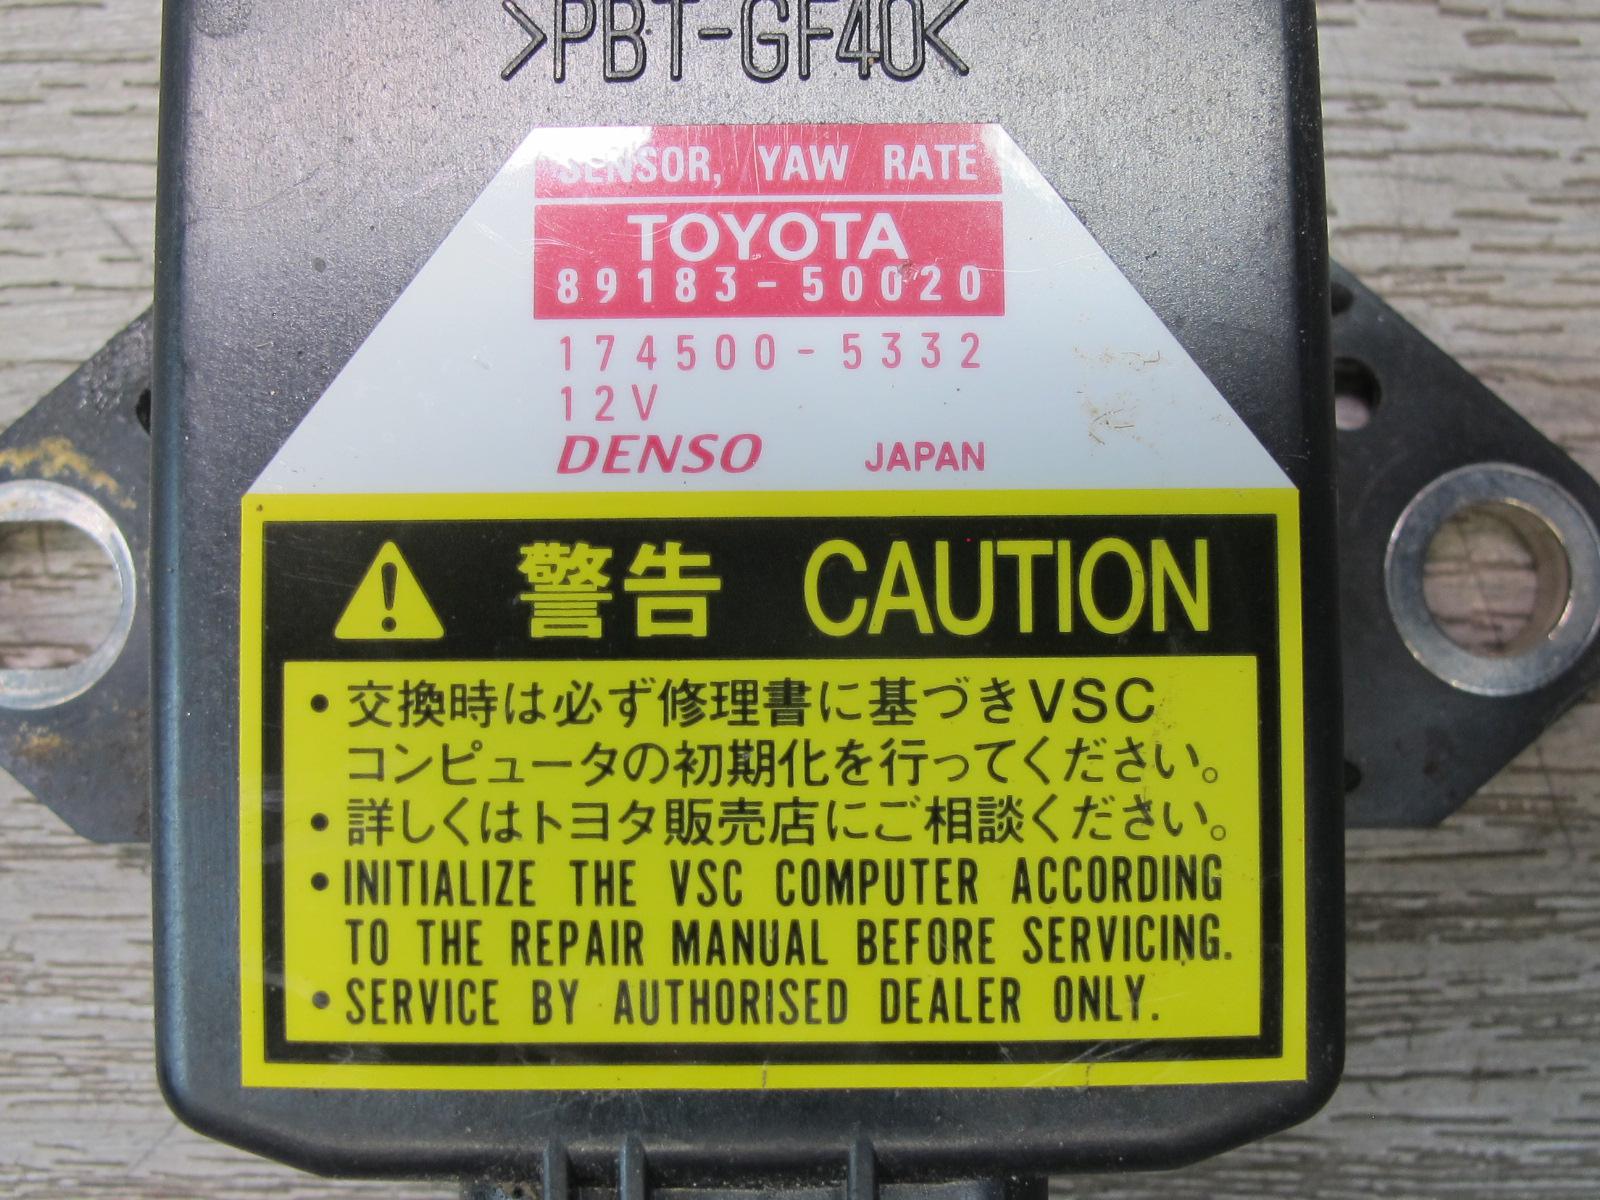 >PBT-GF40<
SENSOR, YAW RATE
TOYOTA
89183-50020
174500-5332
12V
DENSO JAPAN
警告 CAUTION
・交換時は必ず修理書に基づきVSC
コンピュータの初期化を行ってください。
・詳しくはトヨタ販売店にご相談ください。
・INITIALIZE THE VSC COMPUTER ACCORDING
TO THE REPAIR MANUAL BEFORE SERVICING.
・SERVICE BY AUTHORISED DEALER ONLY.